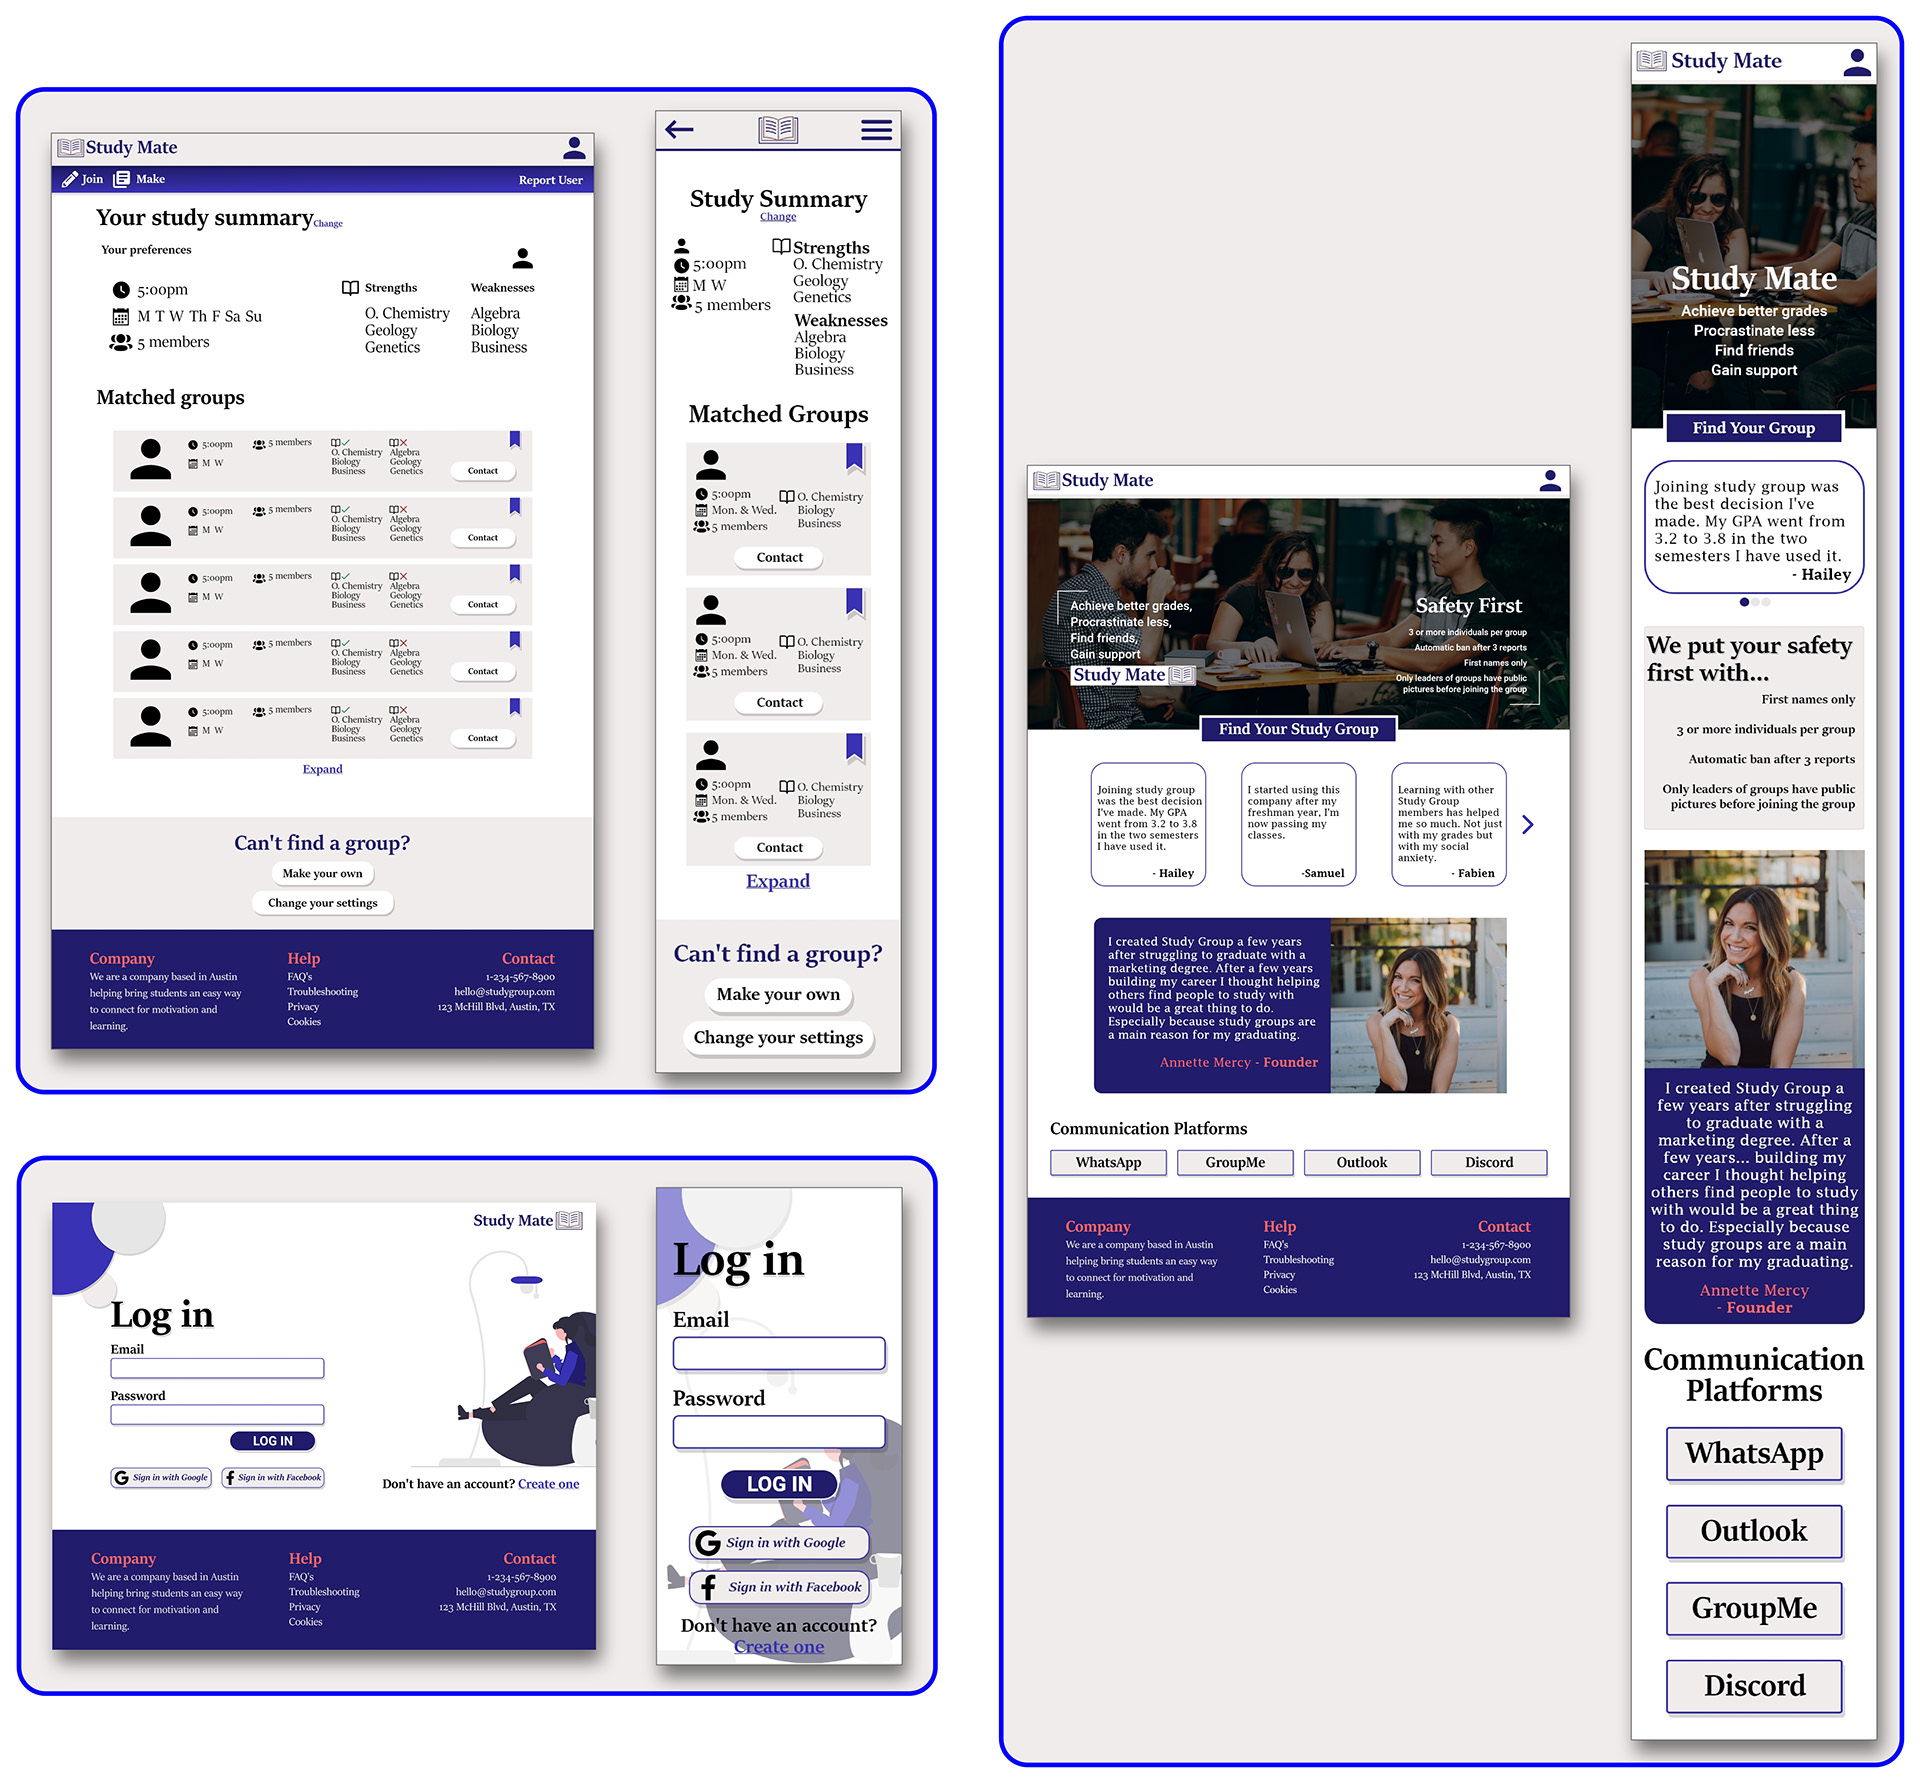 Study Mate
Join
Make
Report User
Your study summary Change
Your preferences
5:00pm
M T W Th F Sa Su
5 members
Strengths
O. Chemistry
Geology
Genetics
Weaknesses
Algebra
Biology
Business
Matched groups
5:00pm
M W
5 members
O. Chemistry
Biology
Business
Algebra
Geology
Genetics
Contact
5:00pm
M W
5 members
O. Chemistry
Biology
Business
Algebra
Geology
Genetics
Contact
5:00pm
M W
5 members
O. Chemistry
Biology
Business
Algebra
Geology
Genetics
Contact
5:00pm
M W
5 members
O. Chemistry
Biology
Business
Algebra
Geology
Genetics
Contact
5:00pm
M W
5 members
O. Chemistry
Biology
Business
Algebra
Geology
Genetics
Contact
Expand
Can't find a group?
Make your own
Change your settings
Company
We are a company based in Austin
helping bring students an easy way
to connect for motivation and
learning.
Help
FAQ's
Troubleshooting
Privacy
Cookies
Contact
1-234-567-8900
hello@studygroup.com
123 McHill Blvd, Austin, TX
Study Summary
Change
5:00pm
M W
5 members
Strengths
O. Chemistry
Geology
Genetics
Weaknesses
Algebra
Biology
Business
Matched Groups
5:00pm
Mon. & Wed.
5 members
O. Chemistry
Biology
Business
Contact
5:00pm
Mon. & Wed.
5 members
O. Chemistry
Biology
Business
Contact
5:00pm
Mon. & Wed.
5 members
O. Chemistry
Biology
Business
Contact
Expand
Can't find a group?
Make your own
Change your settings
Study Mate
Log in
Email
Password
LOG IN
Sign in with Google
Sign in with Facebook
Don't have an account? Create one
Company
We are a company based in Austin
helping bring students an easy way
to connect for motivation and
learning.
Help
FAQ's
Troubleshooting
Privacy
Cookies
Contact
1-234-567-8900
hello@studygroup.com
123 McHill Blvd, Austin, TX
Log in
Email
Password
LOG IN
Sign in with Google
Sign in with Facebook
Don't have an account?
Create one
Study Mate
Achieve better grades,
Procrastinate less,
Find friends,
Gain support
Study Mate
Safety First
3 or more individuals per group
Automatic ban after 3 reports
First names only
Only leaders of groups have public
pictures before joining the group
Find Your Study Group
Joining study group
was the best decision
I've made. My GPA
went from 3.2 to 3.8
in the two semesters
I have used it.
- Hailey
I started using this
company after my
freshman year, I'm
now passing my
classes.
-Samuel
Learning with other
Study Group
members has helped
me so much. Not just
with my grades but
with my social
anxiety.
- Fabien
I created Study Group a few years
after struggling to graduate with a
marketing degree. After a few years
building my career I thought helping
others find people to study with
would be a great thing to do.
Especially because study groups are
a main reason for my graduating.
Annette Mercy - Founder
Communication Platforms
WhatsApp
GroupMe
Outlook
Discord
Company
We are a company based in Austin
helping bring students an easy way
to connect for motivation and
learning.
Help
FAQ's
Troubleshooting
Privacy
Cookies
Contact
1-234-567-8900
hello@studygroup.com
123 McHill Blvd, Austin, TX
Study Mate
Study Mate
Achieve better grades
Procrastinate less
Find friends
Gain support
Find Your Group
Joining study group was
the best decision I've
made. My GPA went from
3.2 to 3.8 in the two
semesters I have used it.
- Hailey
We put your safety
first with...
First names only
3 or more individuals per group
Automatic ban after 3 reports
Only leaders of groups have public
pictures before joining the group
I created Study Group a
few years after struggling
to graduate with a
marketing degree. After a
few years... building my
career I thought helping
others find people to study
with would be a great thing
to do. Especially because
study groups are a main
reason for my graduating.
Annette Mercy
- Founder
Communication
Platforms
WhatsApp
Outlook
GroupMe
Discord